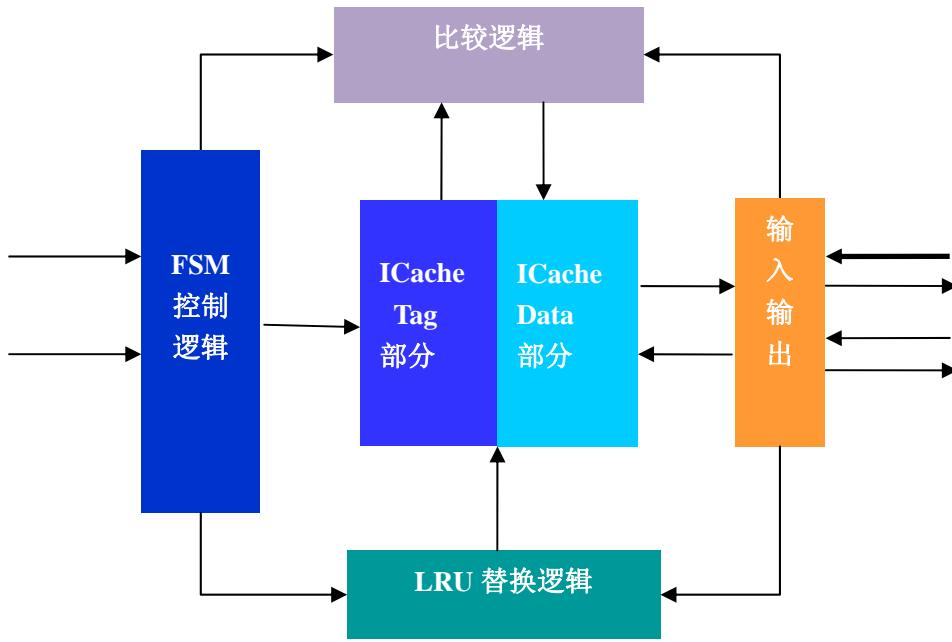 比较逻辑
FSM
控制
逻辑
ICache
Tag
部分
ICache
Data
部分
输
入
输
出
LRU 替换逻辑